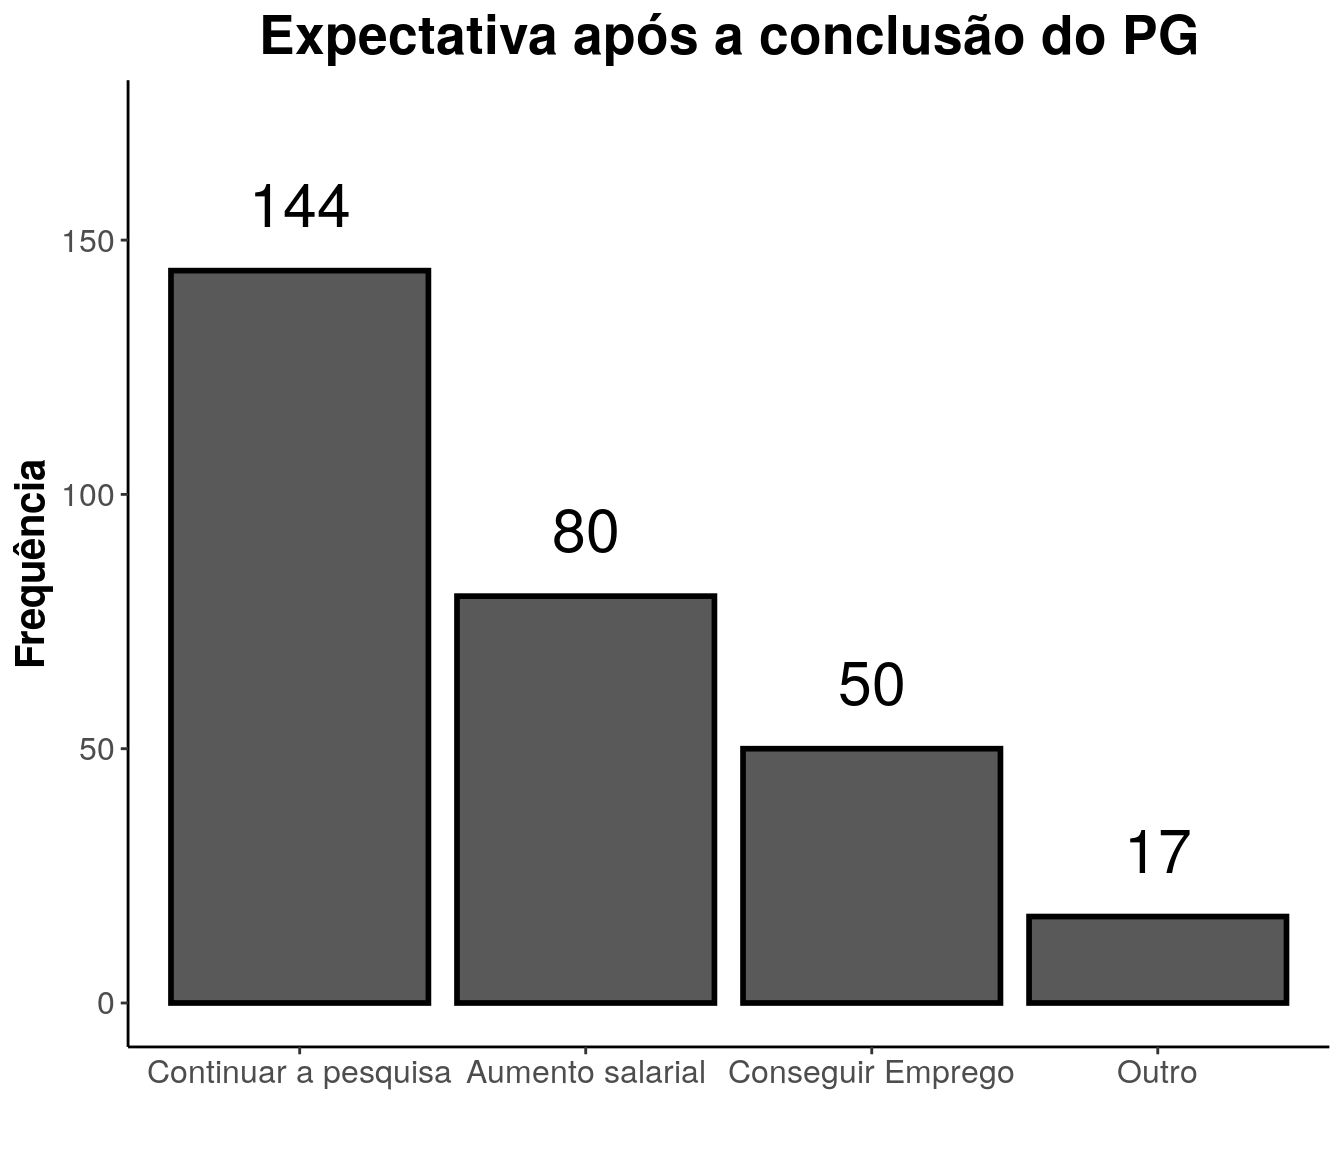 Expectativa após a conclusão do PG
144
150
80
100
Frequência
50
50
17
0
Continuar a pesquisa Aumento salarial Conseguir Emprego Outro